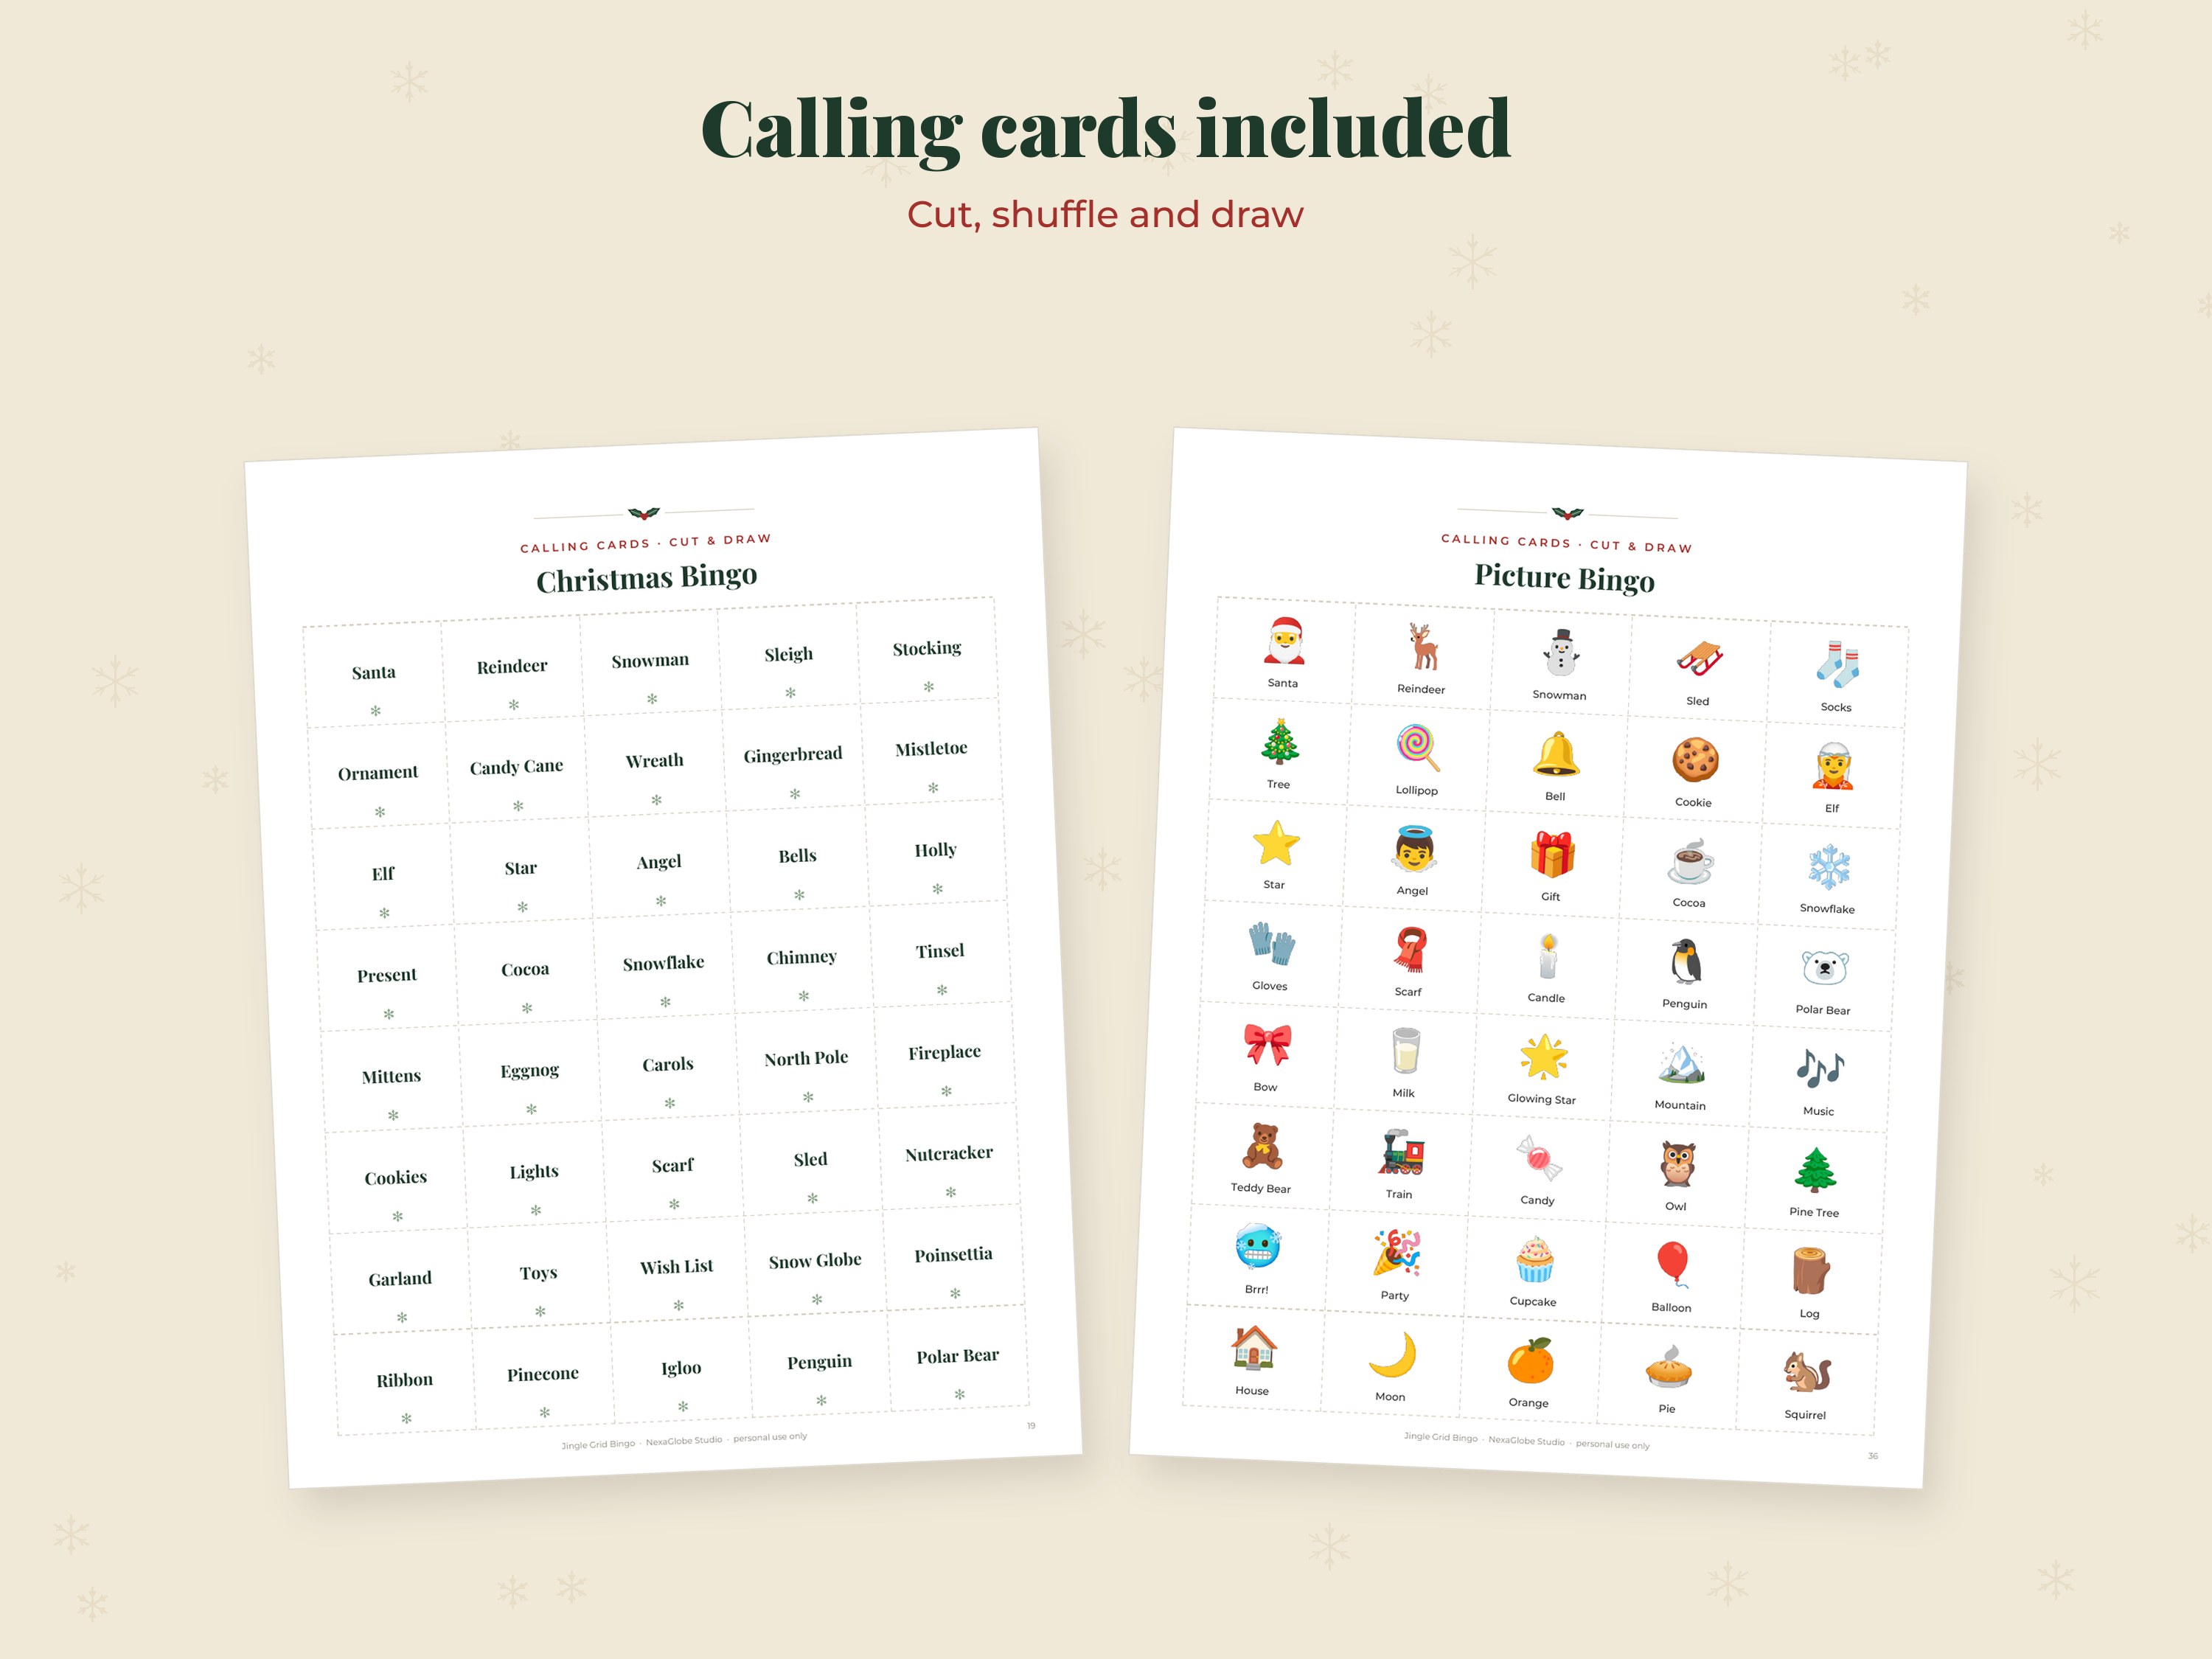 Calling cards included
Cut, shuffle and draw
CALLING CARDS · CUT & DRAW
Christmas Bingo
Santa Reindeer Snowman Sleigh Stocking
Ornament Candy Cane Wreath Gingerbread Mistletoe
Elf Star Angel Bells Holly
Present Cocoa Snowflake Chimney Tinsel
Mittens Eggnog Carols North Pole Fireplace
Cookies Lights Scarf Sled Nutcracker
Garland Toys Wish List Snow Globe Poinsettia
Ribbon Pinecone Igloo Penguin Polar Bear
Jingle Grid Bingo · NexaGlobe Studio · personal use only
19
CALLING CARDS · CUT & DRAW
Picture Bingo
Santa Reindeer Snowman Sled Socks
Tree Lollipop Bell Cookie Elf
Star Angel Gift Cocoa Snowflake
Gloves Scarf Candle Penguin Polar Bear
Bow Milk Glowing Star Mountain Music
Teddy Bear Train Candy Owl Pine Tree
Brrr! Party Cupcake Balloon Log
House Moon Orange Pie Squirrel
Jingle Grid Bingo · NexaGlobe Studio · personal use only
36